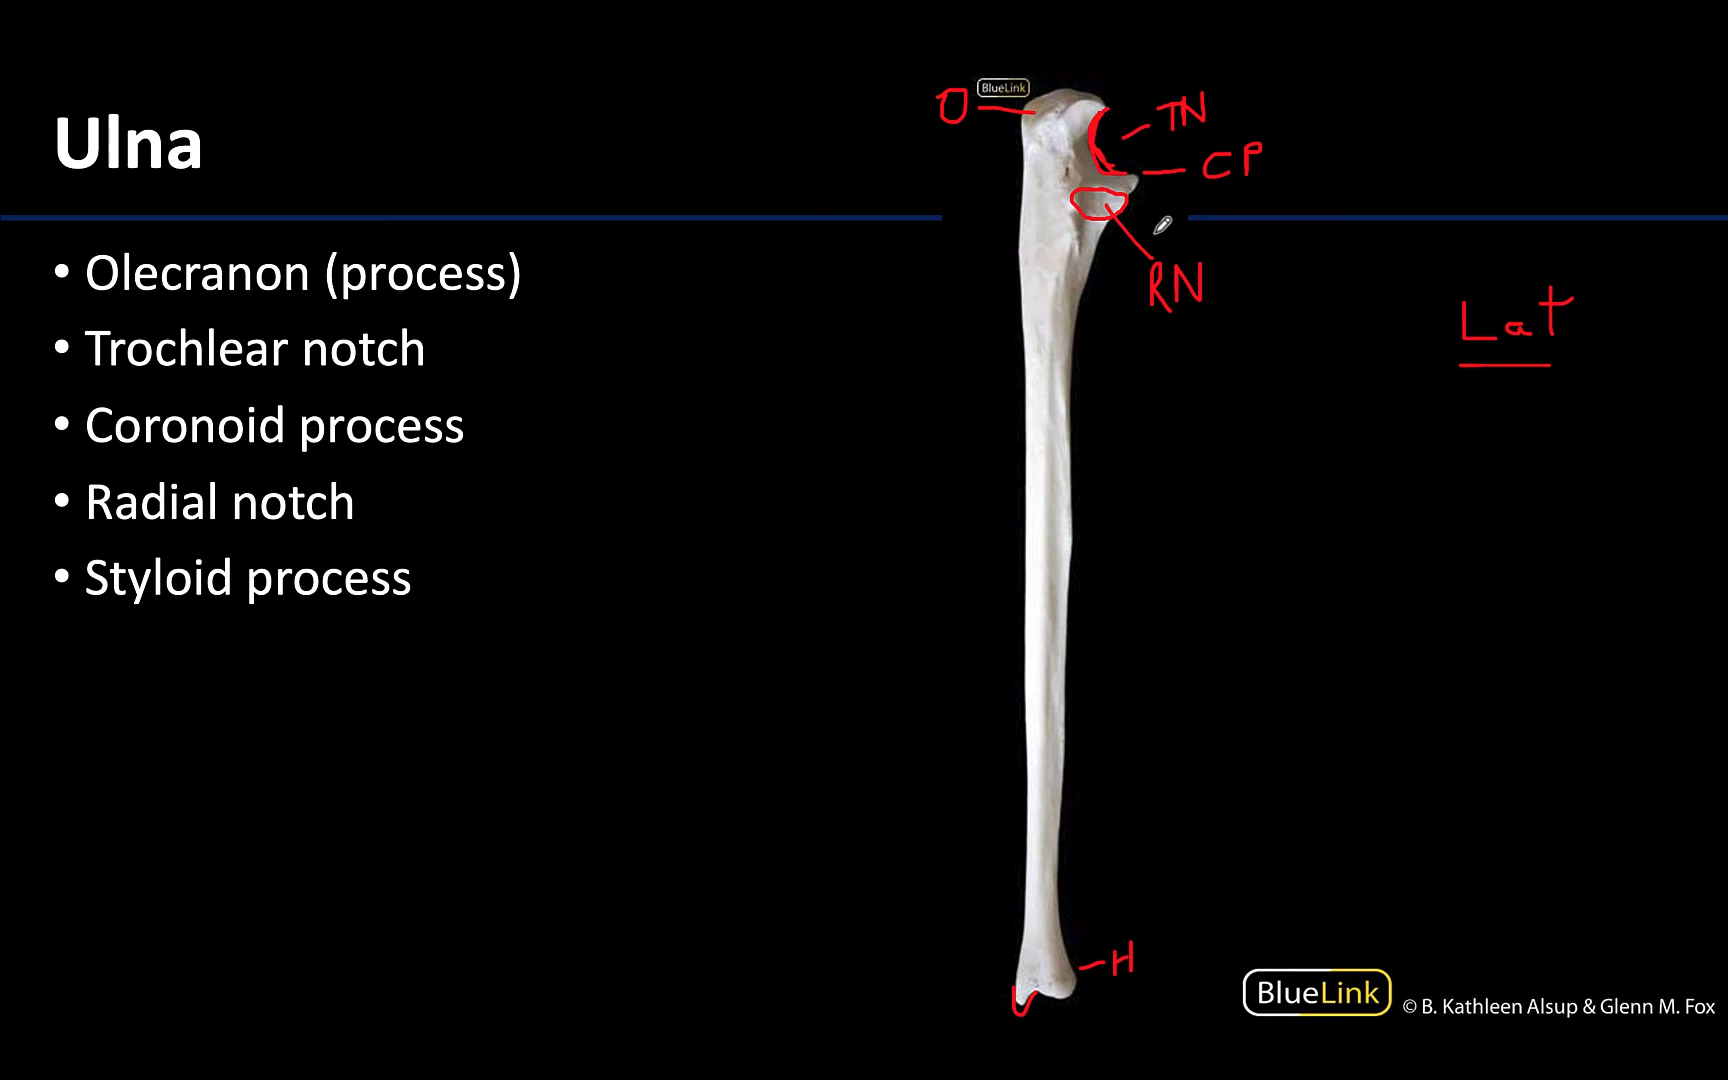 BlueLink
O
TN
Ulna
CP
• Olecranon (process)
RN
Lat
• Trochlear notch
• Coronoid process
• Radial notch
• Styloid process
H
BlueLink
© B. Kathleen Alsup & Glenn M. Fox